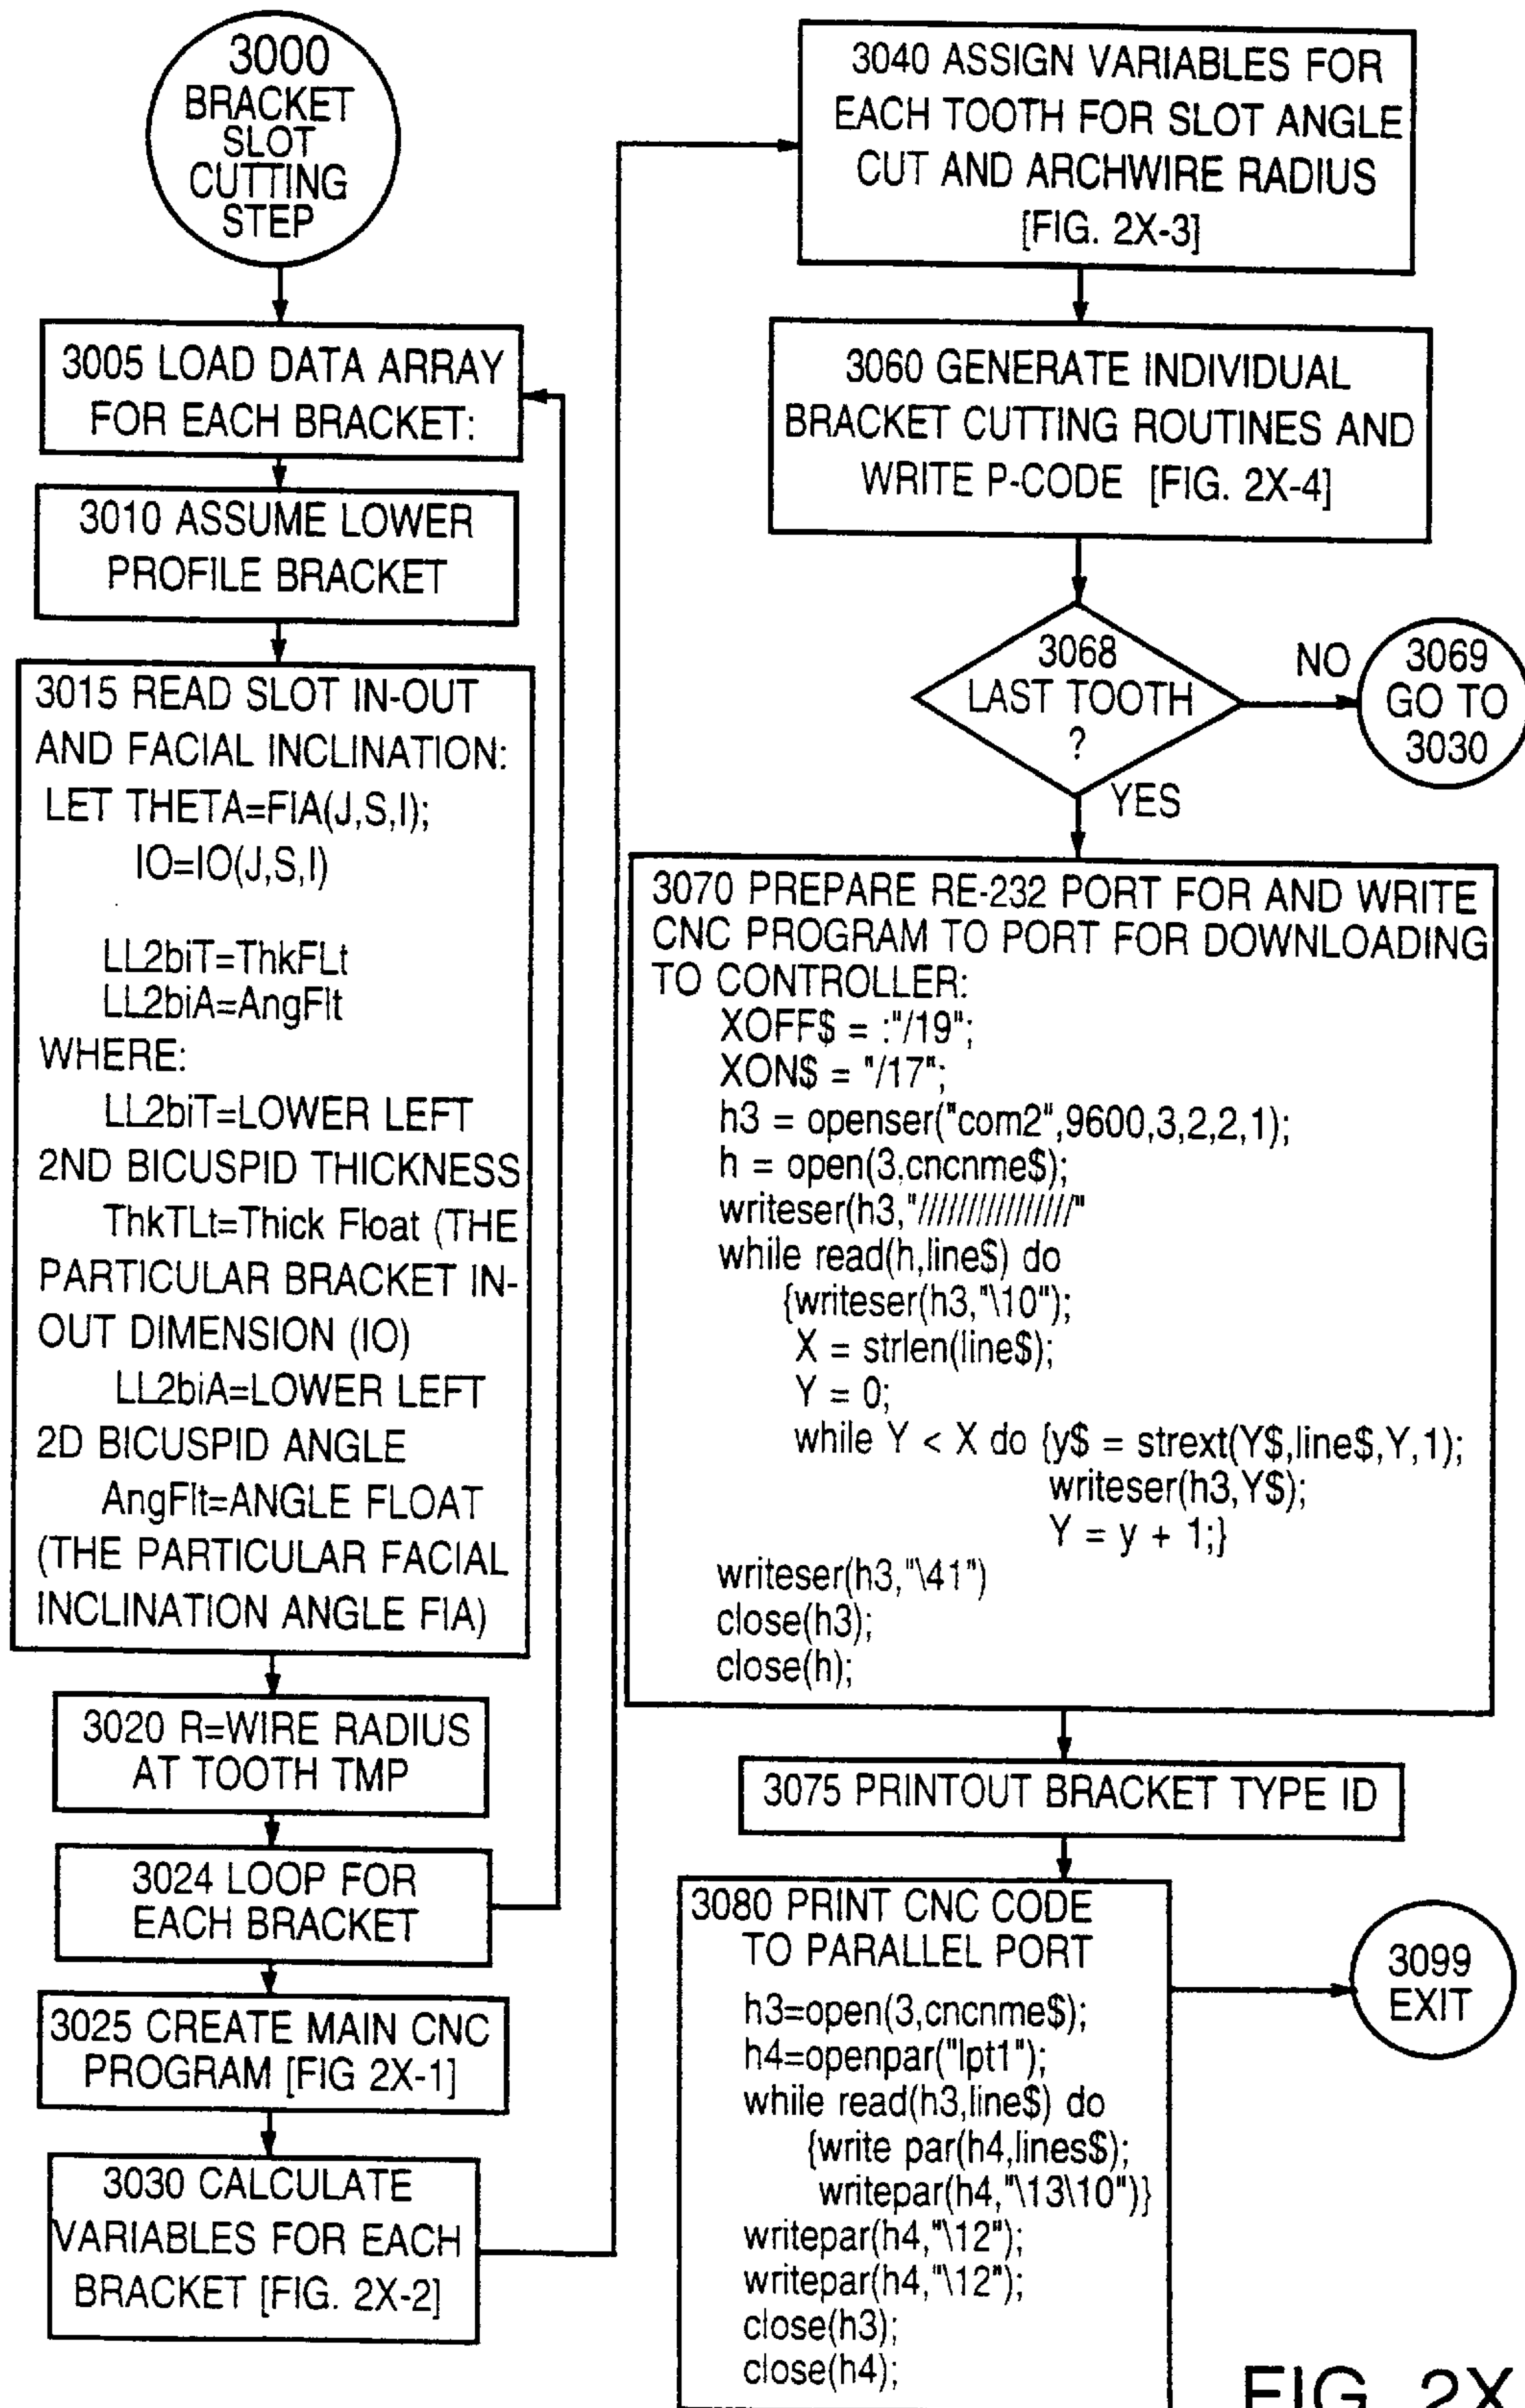 3000
BRACKET
SLOT
CUTTING
STEP
3005 LOAD DATA ARRAY
FOR EACH BRACKET:
3010 ASSUME LOWER
PROFILE BRACKET
3015 READ SLOT IN-OUT
AND FACIAL INCLINATION:
LET THETA=FIA(J,S,I);
IO=IO(J,S,I)
LL2biT=ThkFLt
LL2biA=AngFlt
WHERE:
LL2biT=LOWER LEFT
2ND BICUSPID THICKNESS
ThkTLt=Thick Float (THE
PARTICULAR BRACKET IN-
OUT DIMENSION (IO)
LL2biA=LOWER LEFT
2D BICUSPID ANGLE
AngFlt=ANGLE FLOAT
(THE PARTICULAR FACIAL
INCLINATION ANGLE FIA)
3020 R=WIRE RADIUS
AT TOOTH TMP
3024 LOOP FOR
EACH BRACKET
3025 CREATE MAIN CNC
PROGRAM [FIG 2X-1]
3030 CALCULATE
VARIABLES FOR EACH
BRACKET [FIG. 2X-2]
3040 ASSIGN VARIABLES FOR
EACH TOOTH FOR SLOT ANGLE
CUT AND ARCHWIRE RADIUS
[FIG. 2X-3]
3060 GENERATE INDIVIDUAL
BRACKET CUTTING ROUTINES AND
WRITE P-CODE [FIG. 2X-4]
3068
LAST TOOTH
?
NO
3069
GO TO
3030
YES
3070 PREPARE RE-232 PORT FOR AND WRITE
CNC PROGRAM TO PORT FOR DOWNLOADING
TO CONTROLLER:
XOFF$ = :"/19";
XON$ = "/17";
h3 = openser("com2",9600,3,2,2,1);
h = open(3,cncnme$);
writeser(h3,"////////////////"
while read(h,line$) do
{writeser(h3,"\10");
X = strlen(line$);
Y = 0;
while Y < X do {y$ = strext(Y$,line$,Y,1);
writeser(h3,Y$);
Y = y + 1;}
writeser(h3,"\41")
close(h3);
close(h);
3075 PRINTOUT BRACKET TYPE ID
3080 PRINT CNC CODE
TO PARALLEL PORT
h3=open(3,cncnme$);
h4=openpar("lpt1");
while read(h3,line$) do
{write par(h4,lines$);
writepar(h4,"\13\10")}
writepar(h4,"\12");
writepar(h4,"\12");
close(h3);
close(h4);
3099
EXIT
FIG. 2X